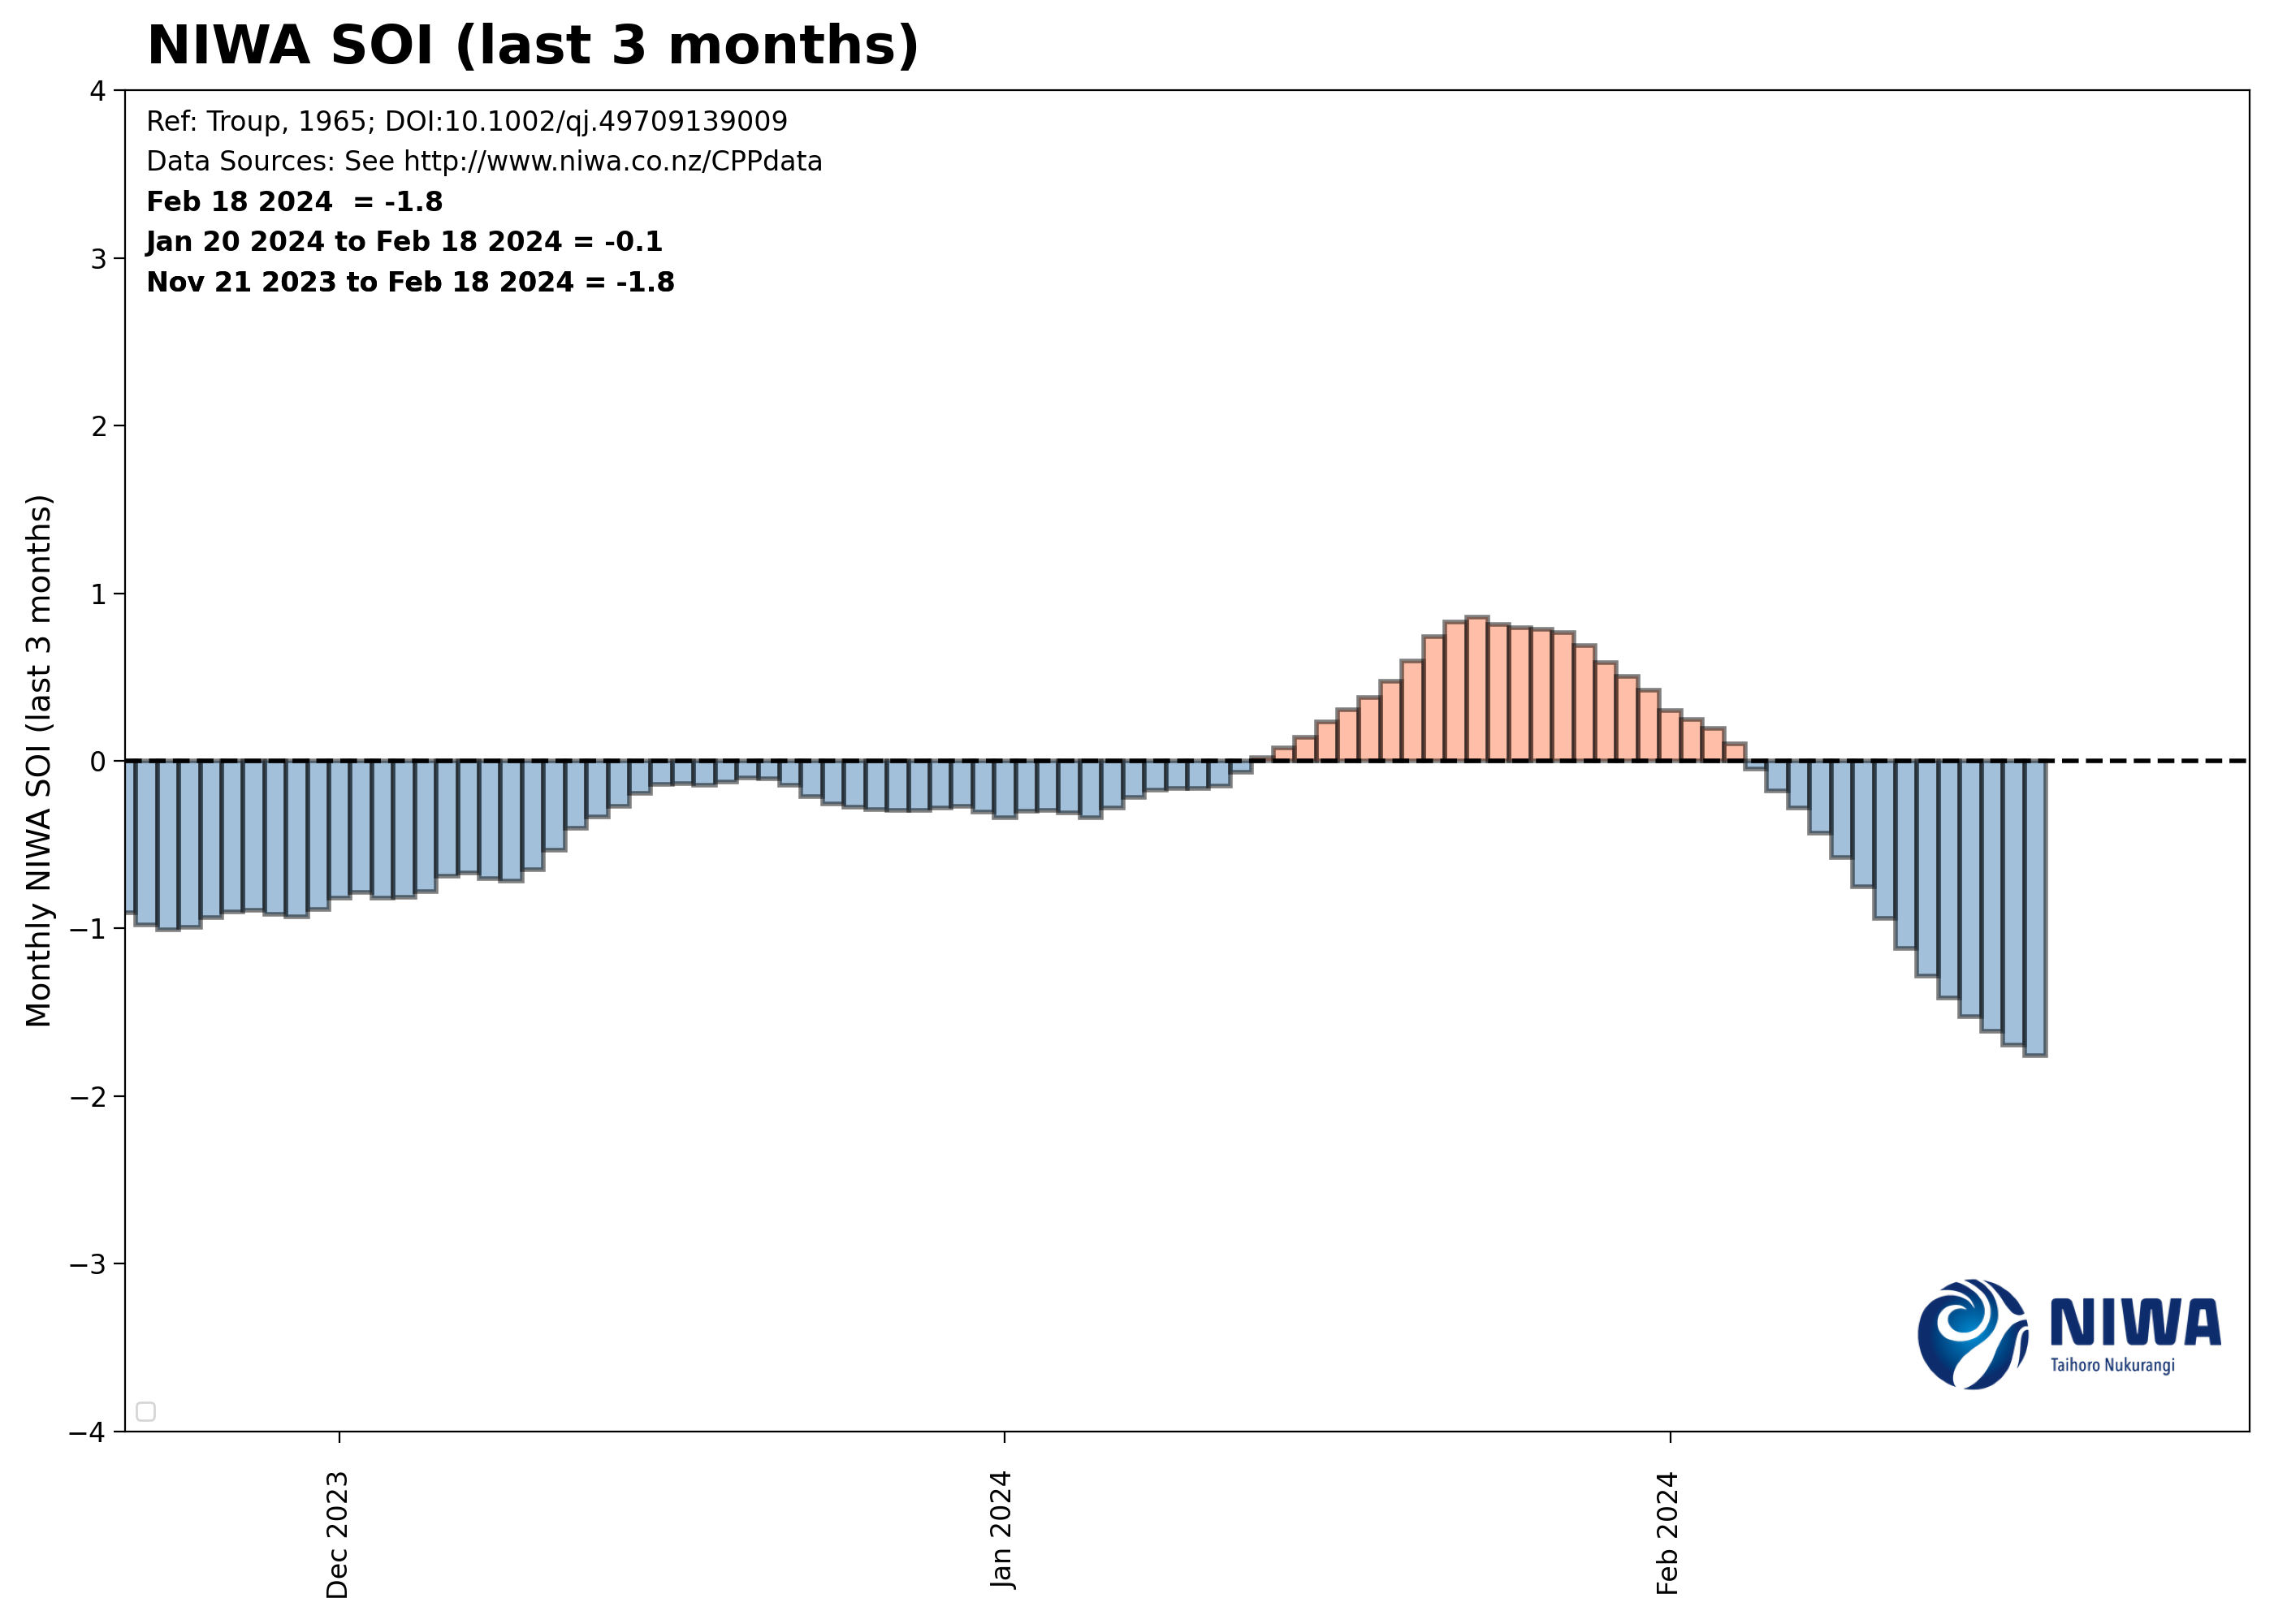 NIWA SOI (last 3 months)
Ref: Troup, 1965; DOI:10.1002/qj.49709139009
Data Sources: See http://www.niwa.co.nz/CPPdata
Feb 18 2024  = -1.8
Jan 20 2024 to Feb 18 2024 = -0.1
Nov 21 2023 to Feb 18 2024 = -1.8
Monthly NIWA SOI (last 3 months)
4
3
2
1
0
−1
−2
−3
−4
Dec 2023
Jan 2024
Feb 2024
NIWA
Taihoro Nukurangi